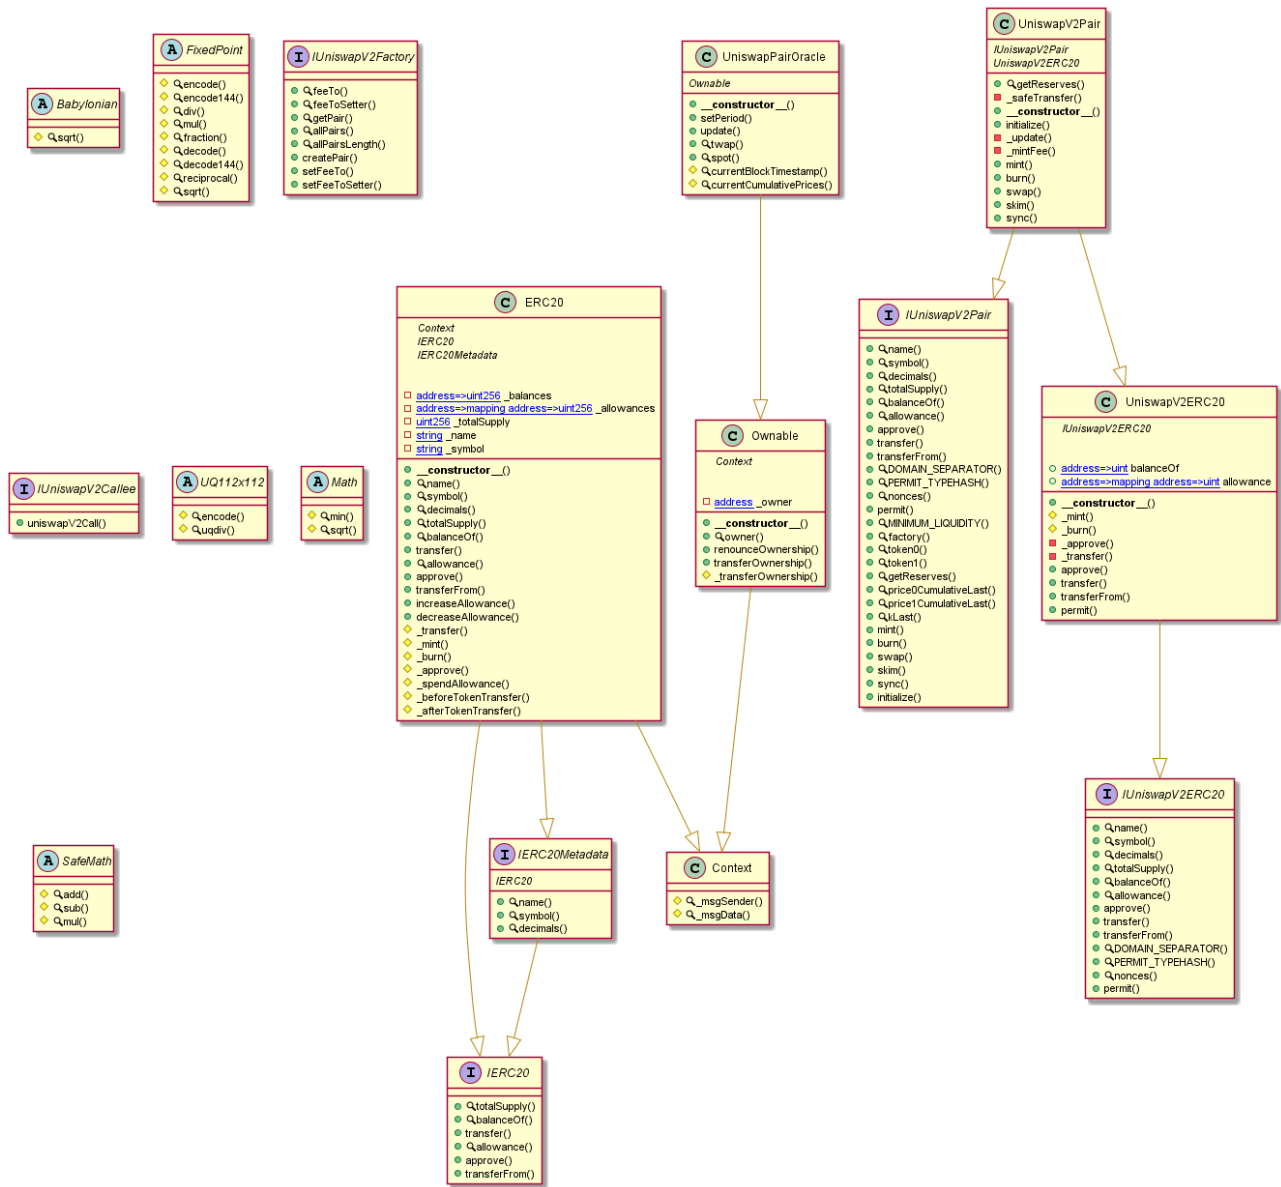 A Babylonian
sqrt()
A FixedPoint
encode()
encode144()
div()
mul()
fraction()
decode()
decode144()
reciprocal()
sqrt()
I IUniswapV2Factory
feeTo()
feeToSetter()
getPair()
allPairs()
allPairsLength()
createPair()
setFeeTo()
setFeeToSetter()
C UniswapPairOracle
Ownable
__constructor__()
setPeriod()
update()
twap()
spot()
currentBlockTimestamp()
currentCumulativePrices()
C UniswapV2Pair
IUniswapV2Pair
UniswapV2ERC20
getReserves()
_safeTransfer()
__constructor__()
initialize()
_update()
_mintFee()
mint()
burn()
swap()
skim()
sync()
C ERC20
Context
IERC20
IERC20Metadata
address=>uint256 _balances
address=>mapping address=>uint256 _allowances
uint256 _totalSupply
string _name
string _symbol
__constructor__()
name()
symbol()
decimals()
totalSupply()
balanceOf()
transfer()
allowance()
approve()
transferFrom()
increaseAllowance()
decreaseAllowance()
_transfer()
_mint()
_burn()
_approve()
_spendAllowance()
_beforeTokenTransfer()
_afterTokenTransfer()
I IUniswapV2Pair
name()
symbol()
decimals()
totalSupply()
balanceOf()
allowance()
approve()
transfer()
transferFrom()
DOMAIN_SEPARATOR()
PERMIT_TYPEHASH()
nonces()
permit()
MINIMUM_LIQUIDITY()
factory()
token0()
token1()
getReserves()
price0CumulativeLast()
price1CumulativeLast()
kLast()
mint()
burn()
swap()
skim()
sync()
initialize()
C UniswapV2ERC20
IUniswapV2ERC20
address=>uint balanceOf
address=>mapping address=>uint allowance
__constructor__()
_mint()
_burn()
_approve()
_transfer()
approve()
transfer()
transferFrom()
permit()
C Ownable
Context
address _owner
__constructor__()
owner()
renounceOwnership()
transferOwnership()
_transferOwnership()
I IUniswapV2Callee
uniswapV2Call()
A UQ112x112
encode()
uqdiv()
A Math
min()
sqrt()
A SafeMath
add()
sub()
mul()
I IERC20Metadata
IERC20
name()
symbol()
decimals()
C Context
_msgSender()
_msgData()
I IUniswapV2ERC20
name()
symbol()
decimals()
totalSupply()
balanceOf()
allowance()
approve()
transfer()
transferFrom()
DOMAIN_SEPARATOR()
PERMIT_TYPEHASH()
nonces()
permit()
I IERC20
totalSupply()
balanceOf()
transfer()
allowance()
approve()
transferFrom()